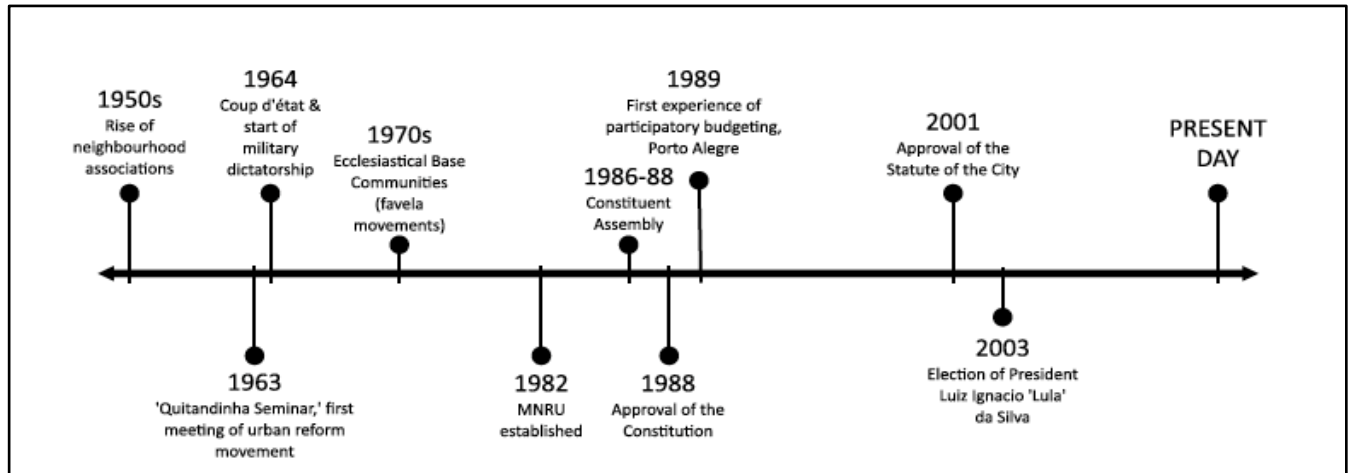 1950s
Rise of
neighbourhood
associations
1964
Coup d'état &
start of
military
dictatorship
1970s
Ecclesiastical Base
Communities
(favela
movements)
1986-88
Constituent
Assembly
1989
First experience of
participatory budgeting,
Porto Alegre
2001
Approval of the
Statute of the City
PRESENT
DAY
1963
'Quitandinha Seminar,' first
meeting of urban reform
movement
1982
MNRU
established
1988
Approval of the
Constitution
2003
Election of President
Luiz Ignacio 'Lula'
da Silva